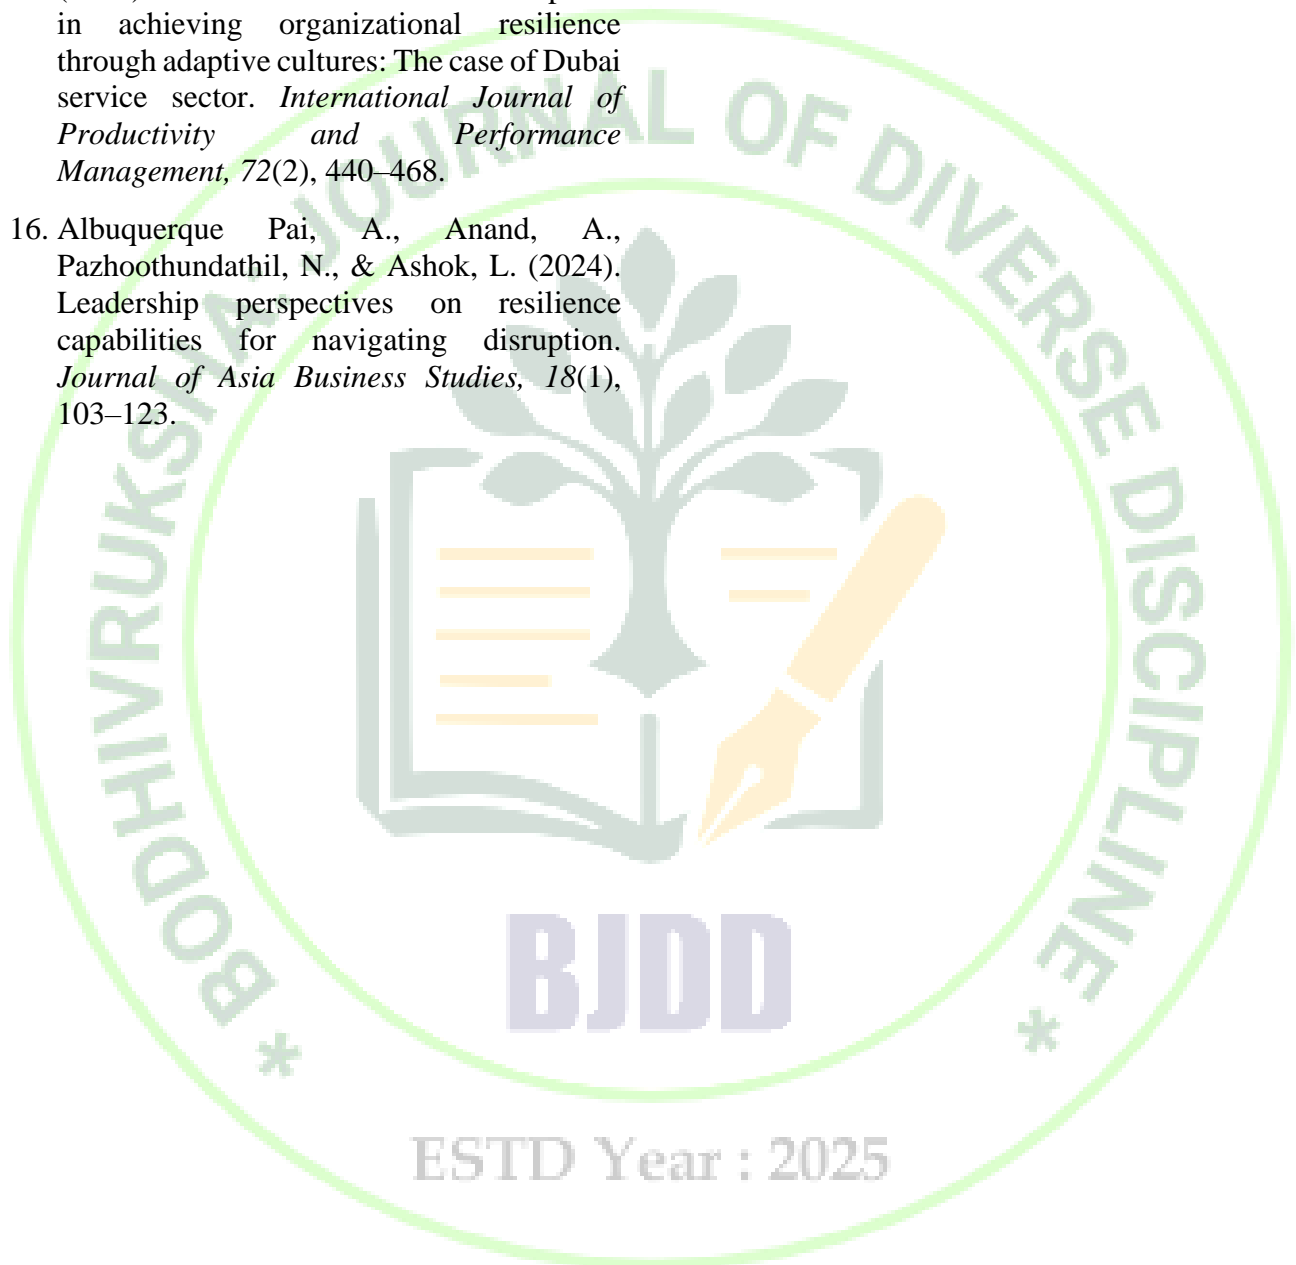 in achieving organizational resilience
through adaptive cultures: The case of Dubai
service sector. International Journal of
Productivity and Performance
Management, 72(2), 440–468.
16. Albuquerque Pai, A., Anand, A.,
Pazhoothundathil, N., & Ashok, L. (2024).
Leadership perspectives on resilience
capabilities for navigating disruption.
Journal of Asia Business Studies, 18(1),
103–123.
* BODHIVRUKSHA: JOURNAL OF DIVERSE DISCIPLINE *
BJDD
ESTD Year : 2025